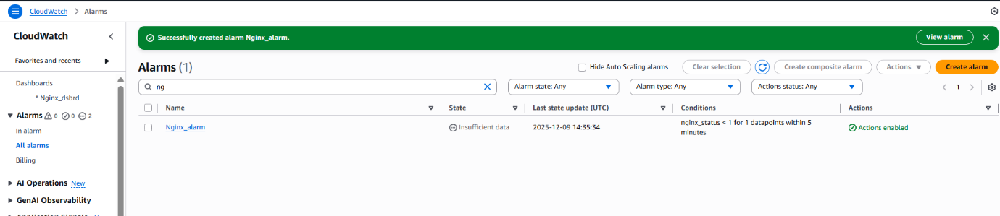 CloudWatch > Alarms
CloudWatch
Successfully created alarm Nginx_alarm.
View alarm
Favorites and recents
Alarms (1)
Hide Auto Scaling alarms
Clear selection
Create composite alarm
Actions
Create alarm
ng
Alarm state: Any
Alarm type: Any
Actions status: Any
1
Dashboards
* Nginx_dsbrd
Alarms 0 0 2
In alarm
All alarms
Billing
AI Operations New
GenAI Observability
Name
State
Last state update (UTC)
Conditions
Actions
Nginx_alarm
Insufficient data
2025-12-09 14:35:34
nginx_status < 1 for 1 datapoints within 5
minutes
Actions enabled